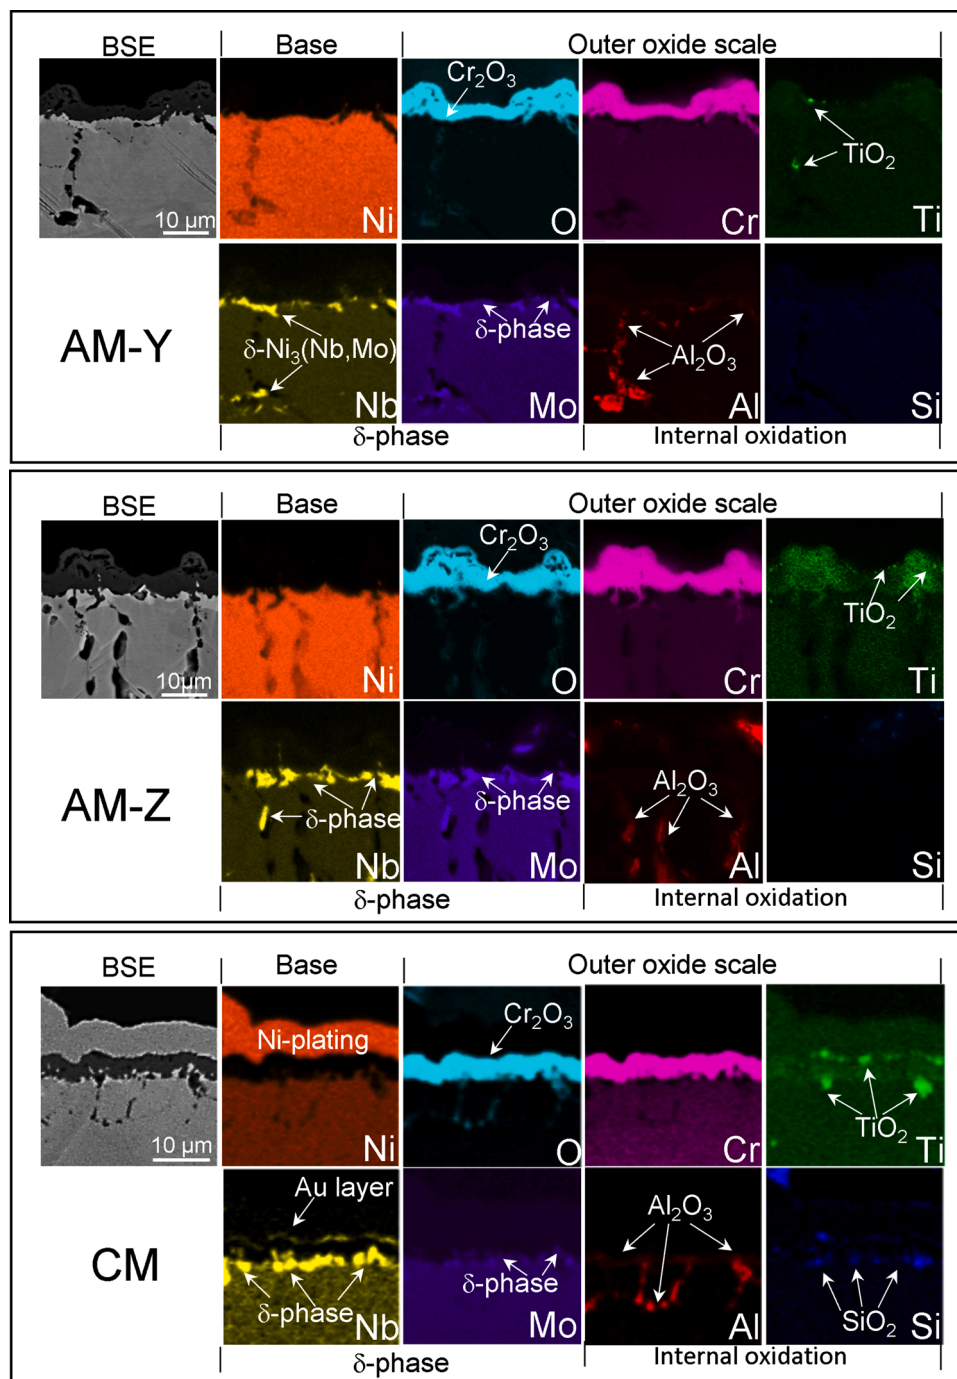 BSE | Base | Outer oxide scale |
Cr₂O₃
TiO₂
10 µm
Ni
O
Cr
Ti
AM-Y
δ-Ni₃(Nb,Mo)
δ-phase
Al₂O₃
Nb
Mo
Al
Si
| δ-phase | Internal oxidation |
BSE | Base | Outer oxide scale |
Cr₂O₃
TiO₂
10µm
Ni
O
Cr
Ti
AM-Z
δ-phase
δ-phase
Al₂O₃
Nb
Mo
Al
Si
| δ-phase | Internal oxidation |
BSE | Base | Outer oxide scale |
Cr₂O₃
Ni-plating
TiO₂
10 µm
Ni
O
Cr
Ti
CM
Au layer
Al₂O₃
δ-phase
δ-phase
SiO₂
Nb
Mo
Al
Si
| δ-phase | Internal oxidation |